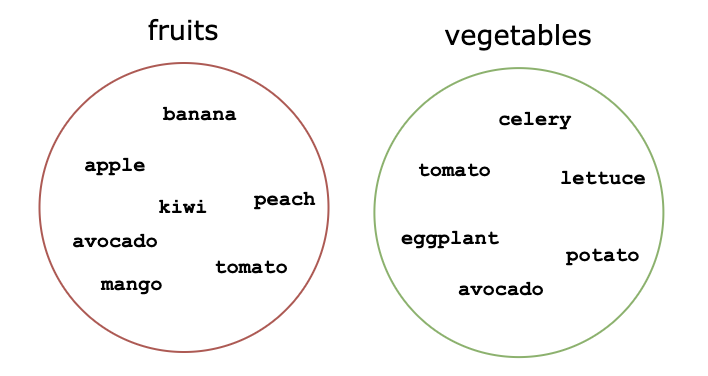 fruits
banana
apple
kiwi
peach
avocado
tomato
mango
vegetables
celery
tomato
lettuce
eggplant
potato
avocado